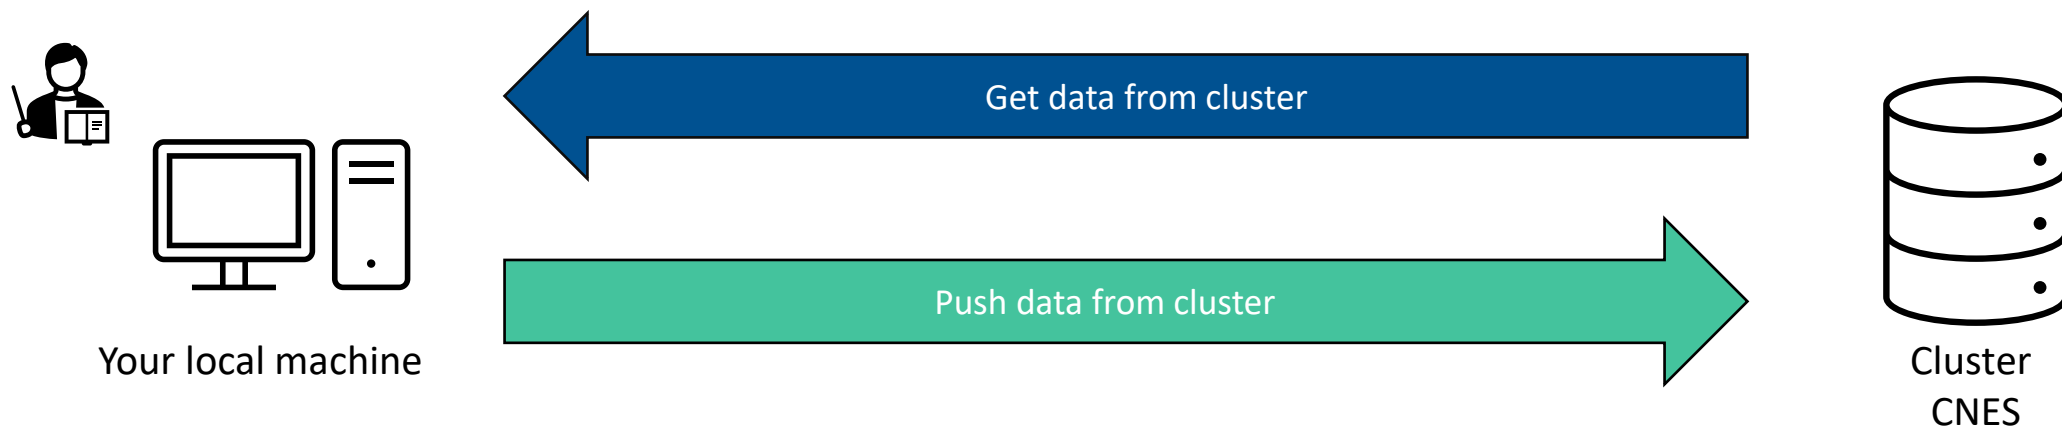 Get data from cluster
Push data from cluster
Your local machine
Cluster
CNES